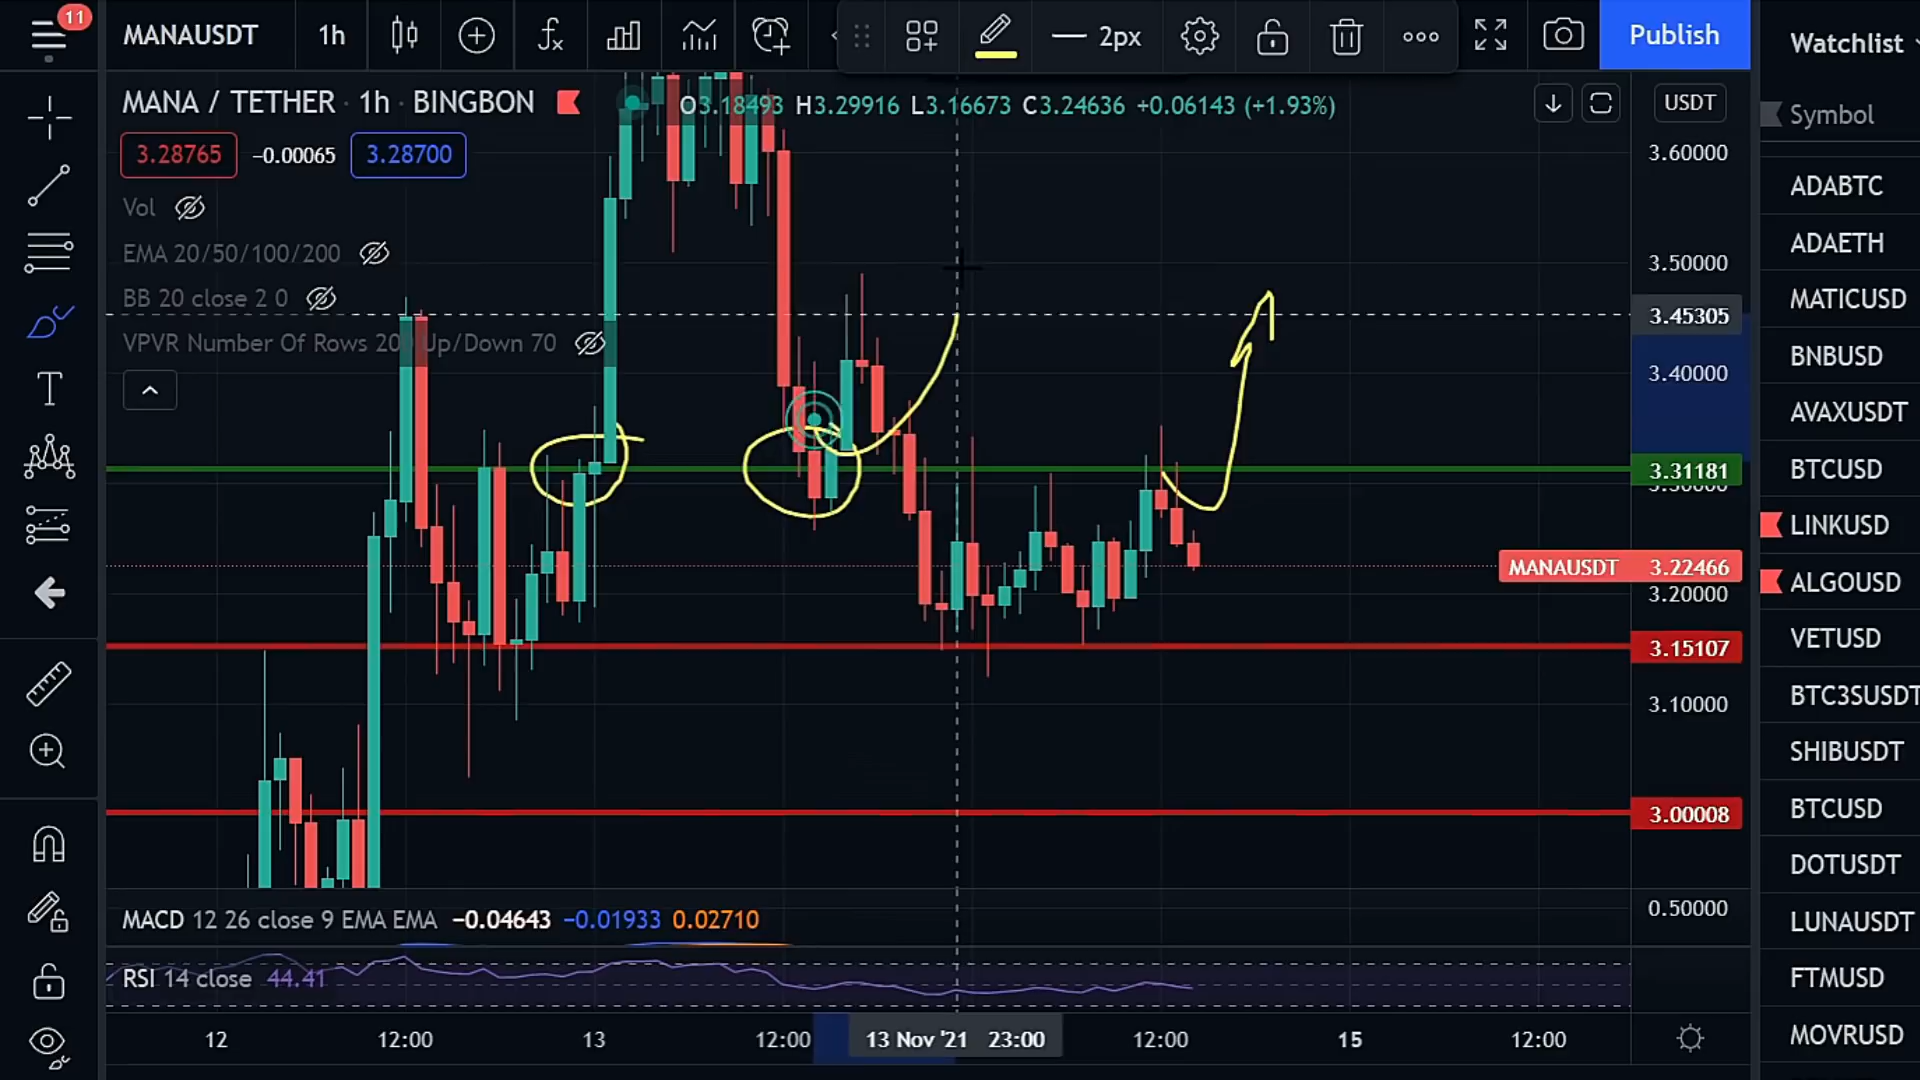 11
MANAUSDT
1h
2px
Publish
Watchlist
MANA / TETHER · 1h · BINGBON
O3.18493 H3.29916 L3.16673 C3.24636 +0.06143 (+1.93%)
USDT
Symbol
3.28765
−0.00065
3.28700
Vol
EMA 20/50/100/200
BB 20 close 2 0
VPVR Number Of Rows 200 Up/Down 70
3.60000
3.50000
3.45305
3.40000
3.31181
3.30000
MANAUSDT 3.22466
3.20000
3.15107
3.10000
3.00008
0.50000
ADABTC
ADAETH
MATICUSD
BNBUSD
AVAXUSDT
BTCUSD
LINKUSD
ALGOUSD
VETUSD
BTC3SUSDT
SHIBUSDT
BTCUSD
DOTUSDT
LUNAUSDT
FTMUSD
MOVRUSD
MACD 12 26 close 9 EMA EMA −0.04643 −0.01933 0.02710
RSI 14 close 44.41
12
12:00
13
12:00
13 Nov '21 23:00
12:00
15
12:00